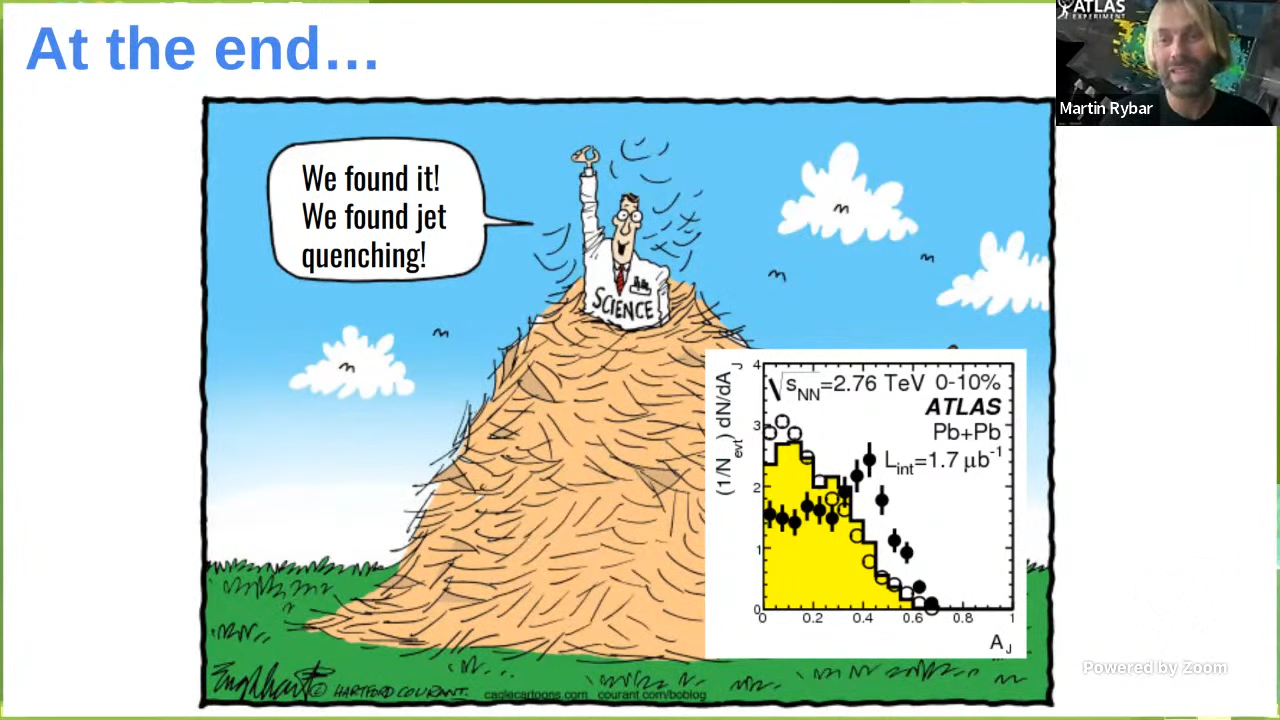 At the end...
ATLAS
EXPERIMENT
Martin Rybar
We found it!
We found jet
quenching!
SCIENCE
√sNN=2.76 TeV 0-10%
ATLAS
Pb+Pb
Lint=1.7 μb-1
(1/Nevt) dN/dAJ
4
3
2
1
0
0 0.2 0.4 0.6 0.8 1
AJ
Englehart © HARTFORD COURANT.
caglecartoons.com courant.com/boblog
Powered by Zoom